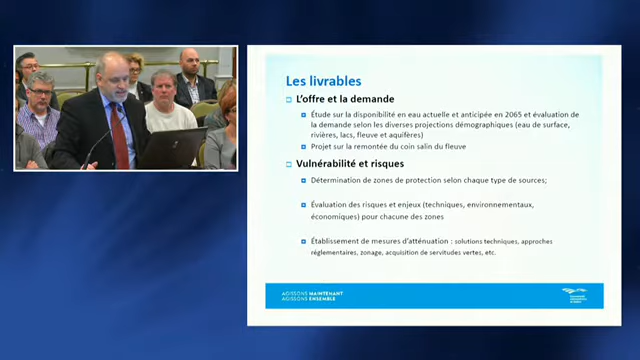 Les livrables
L'offre et la demande
Étude sur la disponibilité en eau actuelle et anticipée en 2065 et évaluation de
la demande selon les diverses projections démographiques (eau de surface,
rivières, lacs, fleuve et aquifères)
Projet sur la remontée du coin salin du fleuve
Vulnérabilité et risques
Détermination de zones de protection selon chaque type de sources;
Évaluation des risques et enjeux (techniques, environnementaux,
économiques) pour chacune des zones
Établissement de mesures d'atténuation : solutions techniques, approches
réglementaires, zonage, acquisition de servitudes vertes, etc.
AGISSONS MAINTENANT
AGISSONS ENSEMBLE